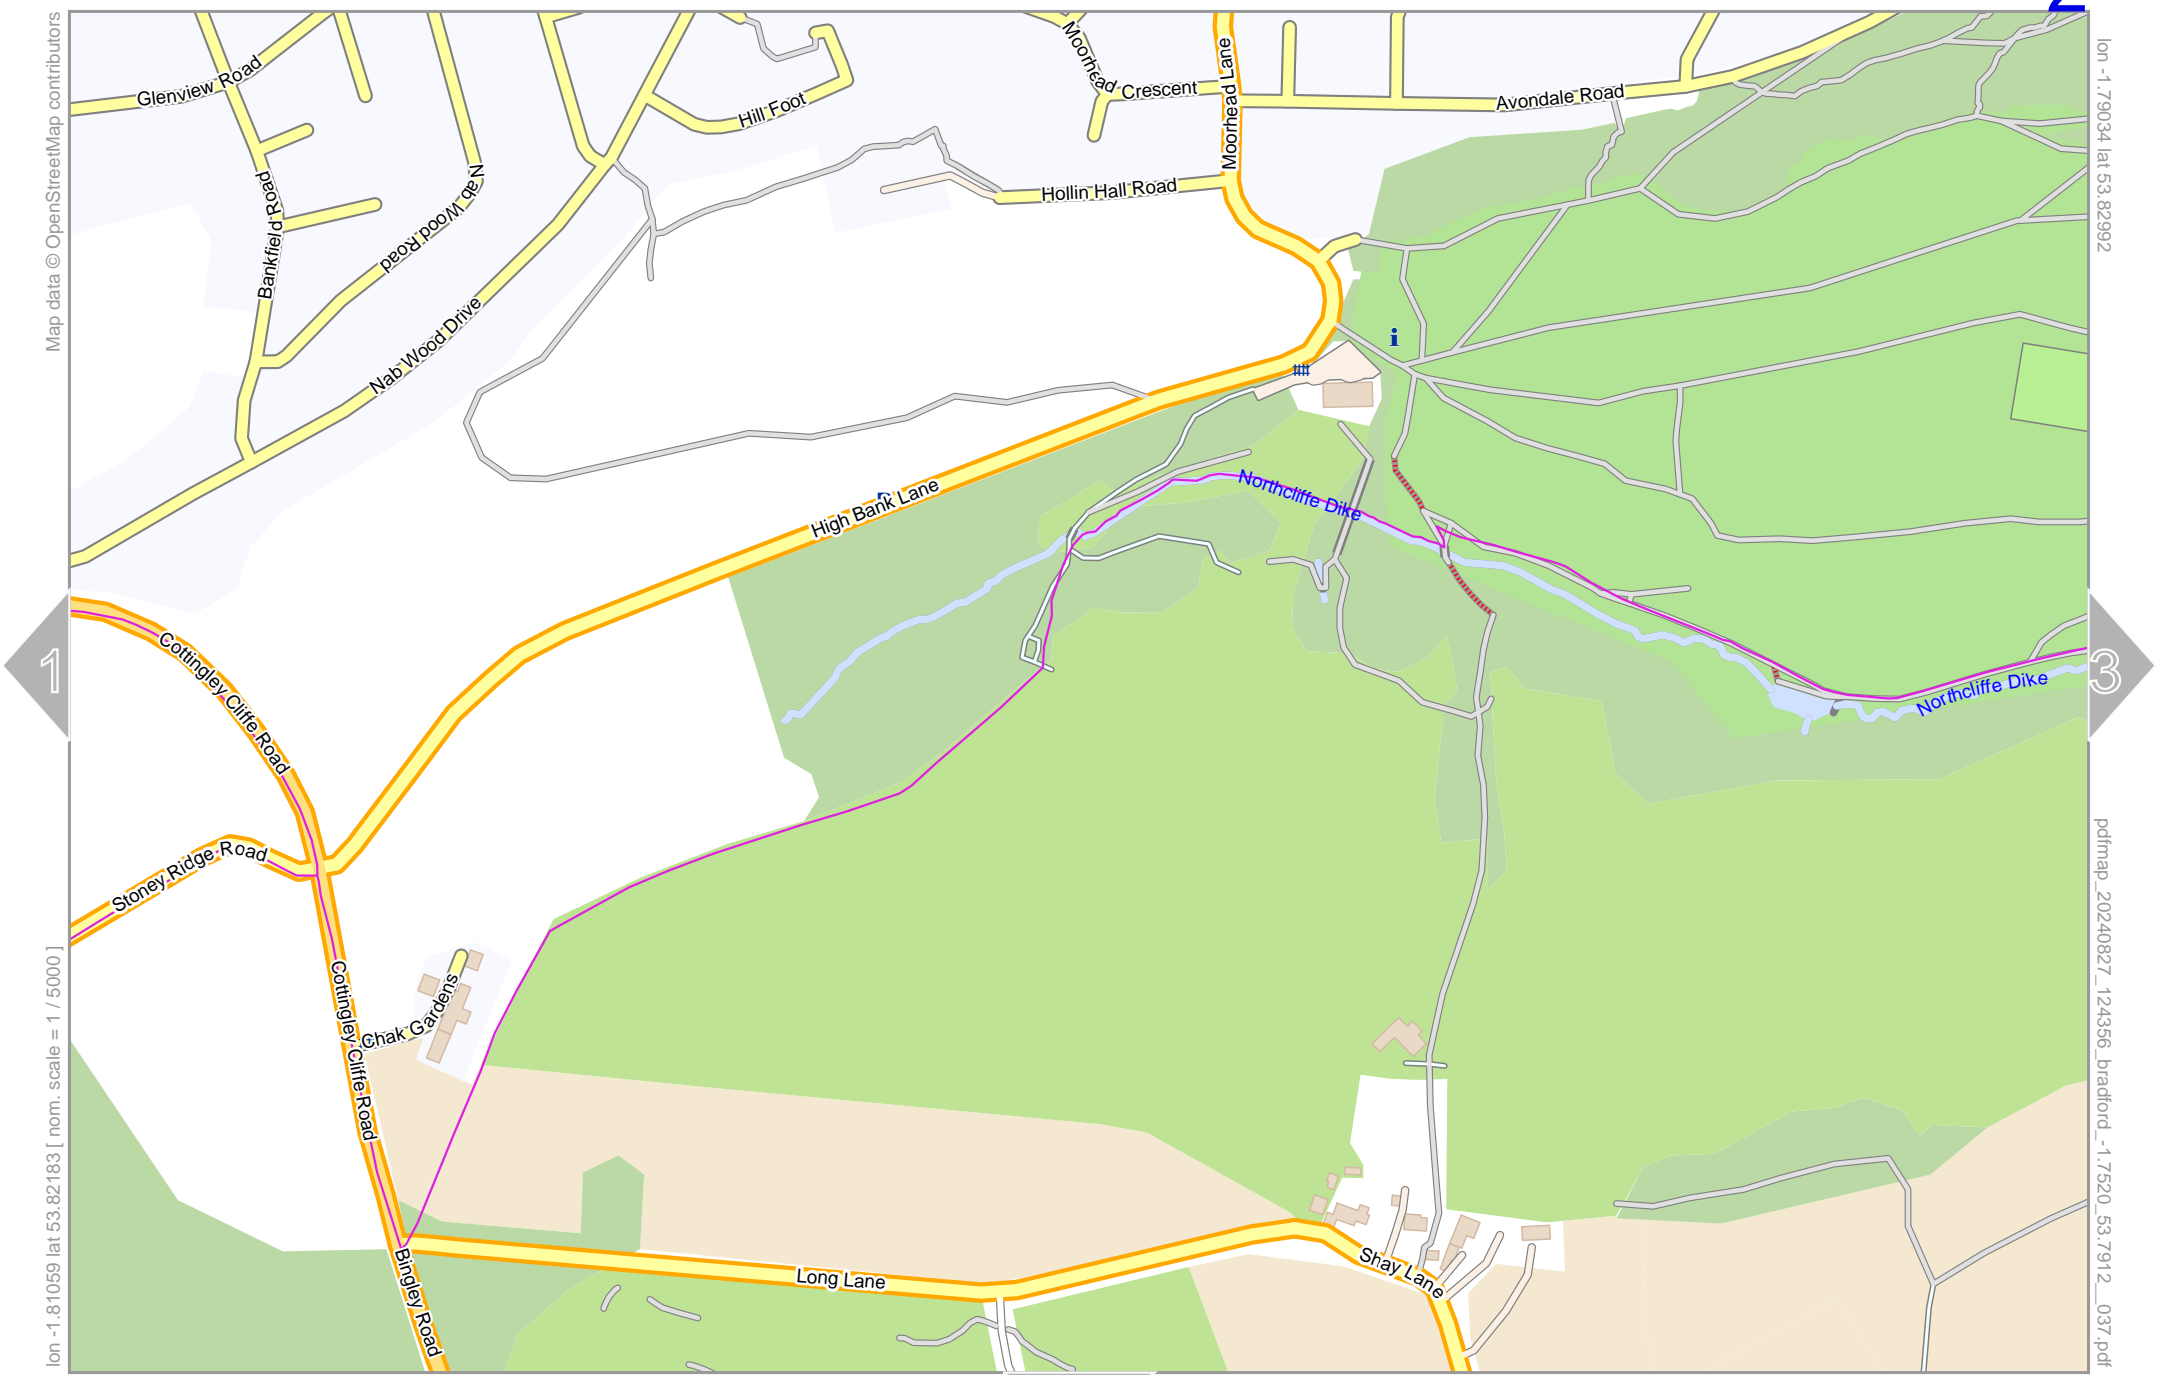 2
Map data © OpenStreetMap contributors
lon -1.81059 lat 53.82183 [ nom. scale = 1 / 5000 ]
lon -1.79034 lat 53.82992
pdfmap_20240827_124356_bradford_-1.7520_53.7912__037.pdf
1
3
Glenview Road
Hill Foot
Moorhead Crescent
Moorhead Lane
Avondale Road
Hollin Hall Road
Bankfield Road
Nab Wood Road
Nab Wood Drive
i
High Bank Lane
Northcliffe Dike
Northcliffe Dike
Cottingley Cliffe Road
Stoney Ridge Road
Cottingley Cliffe Road
Chak Gardens
Bingley Road
Long Lane
Shay Lane